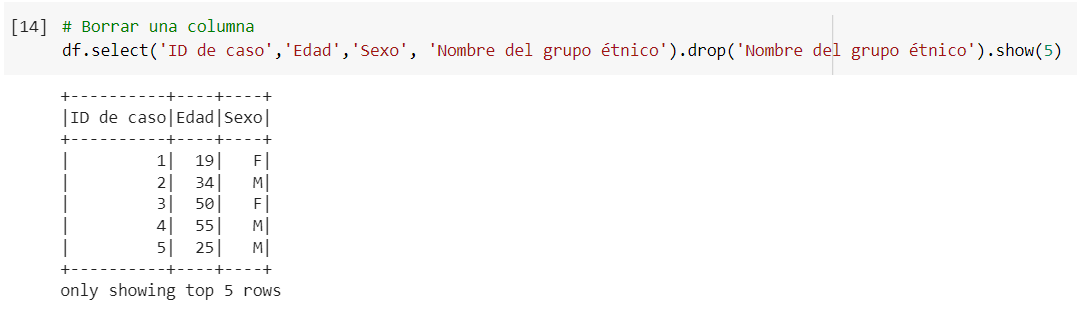 [14] # Borrar una columna
df.select('ID de caso','Edad','Sexo', 'Nombre del grupo étnico').drop('Nombre del grupo étnico').show(5)
+----------+----+----+
|ID de caso|Edad|Sexo|
+----------+----+----+
|         1|  19|   F|
|         2|  34|   M|
|         3|  50|   F|
|         4|  55|   M|
|         5|  25|   M|
+----------+----+----+
only showing top 5 rows